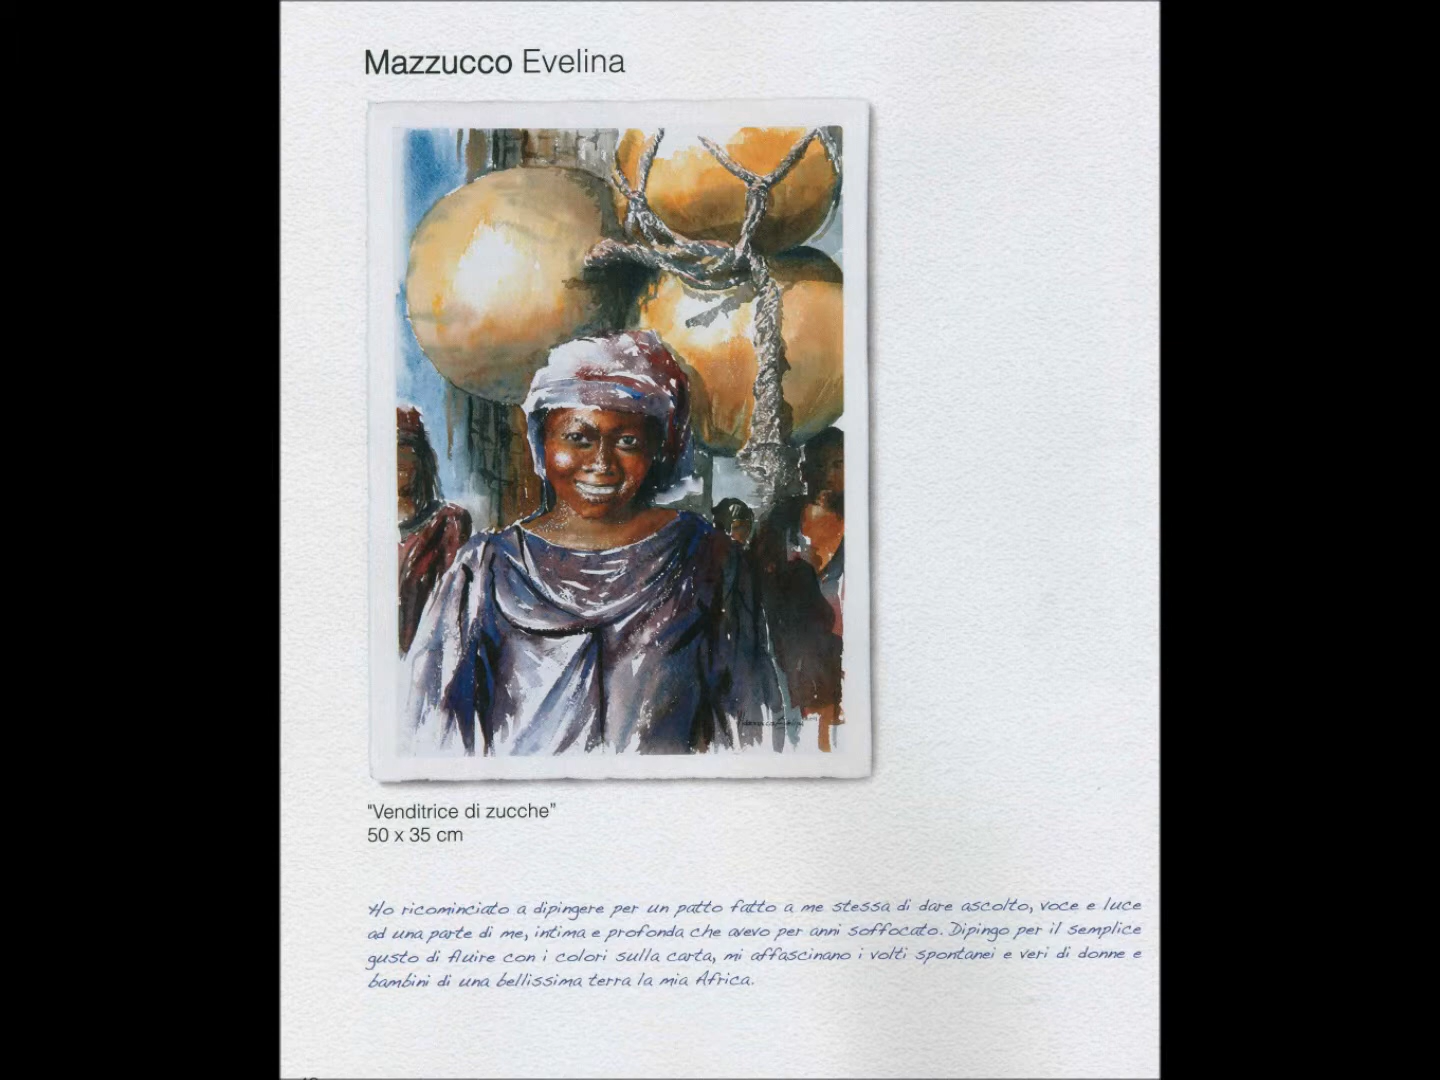 Mazzucco Evelina
"Venditrice di zucche"
50 x 35 cm
Ho ricominciato a dipingere per un patto fatto a me stessa di dare ascolto, voce e luce
ad una parte di me, intima e profonda che avevo per anni soffocato. Dipingo per il semplice
gusto di fluire con i colori sulla carta, mi affascinano i volti spontanei e veri di donne e
bambini di una bellissima terra la mia Africa.